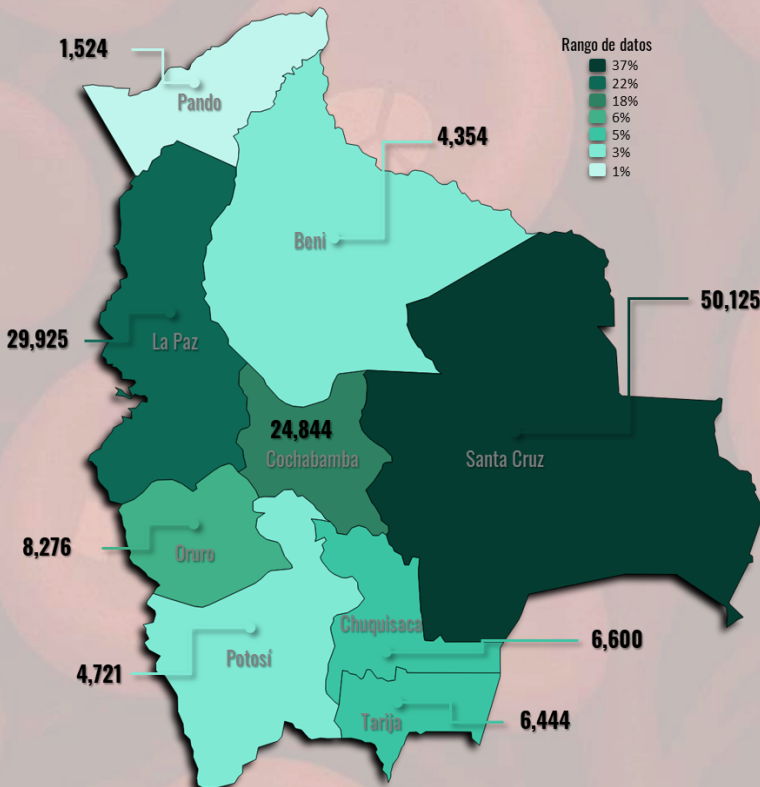 Rango de datos
37%
22%
18%
6%
5%
3%
1%
1,524
Pando
4,354
Beni
50,125
29,925
La Paz
24,844
Cochabamba
Santa Cruz
8,276
Oruro
Chuquisaca
6,600
Potosí
4,721
Tarija
6,444